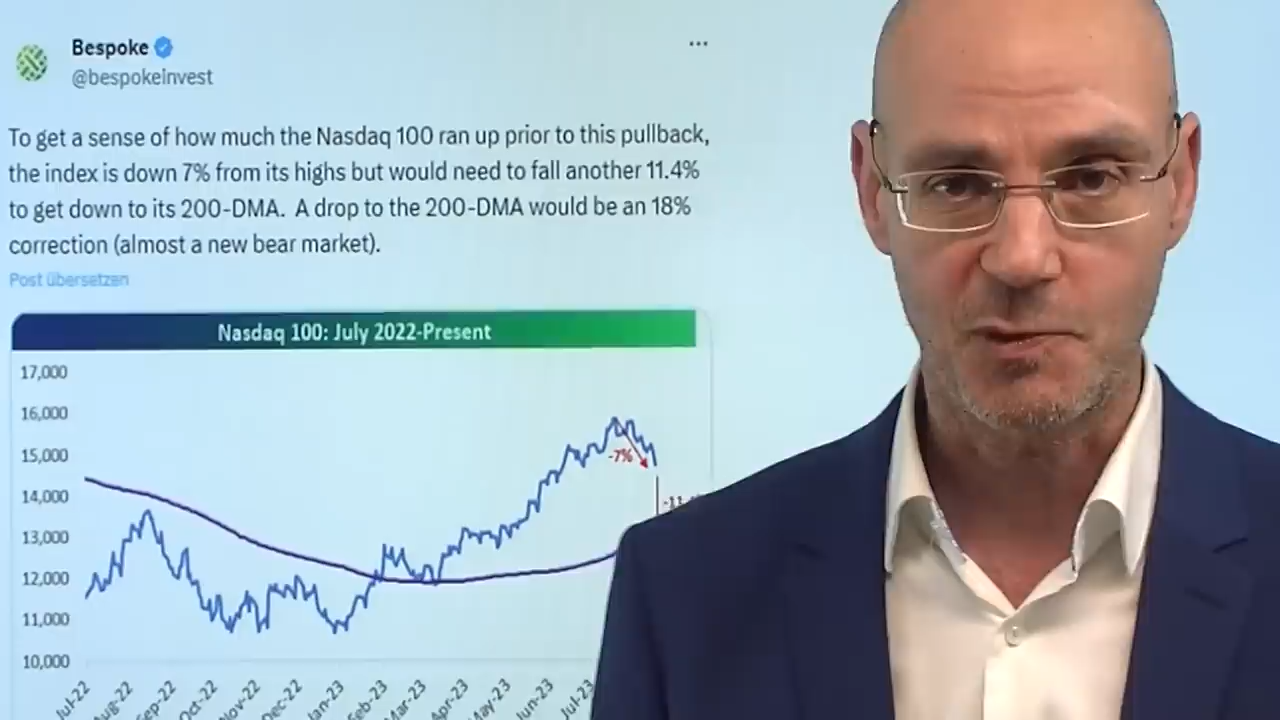 Bespoke
@bespokeinvest
To get a sense of how much the Nasdaq 100 ran up prior to this pullback,
the index is down 7% from its highs but would need to fall another 11.4%
to get down to its 200-DMA. A drop to the 200-DMA would be an 18%
correction (almost a new bear market).
Post übersetzen
Nasdaq 100: July 2022-Present
17,000
16,000
15,000
14,000
13,000
12,000
11,000
10,000
-7%
Jul-22
Aug-22
Sep-22
Oct-22
Nov-22
Dec-22
Jan-23
Feb-23
Mar-23
Apr-23
May-23
Jun-23
Jul-23